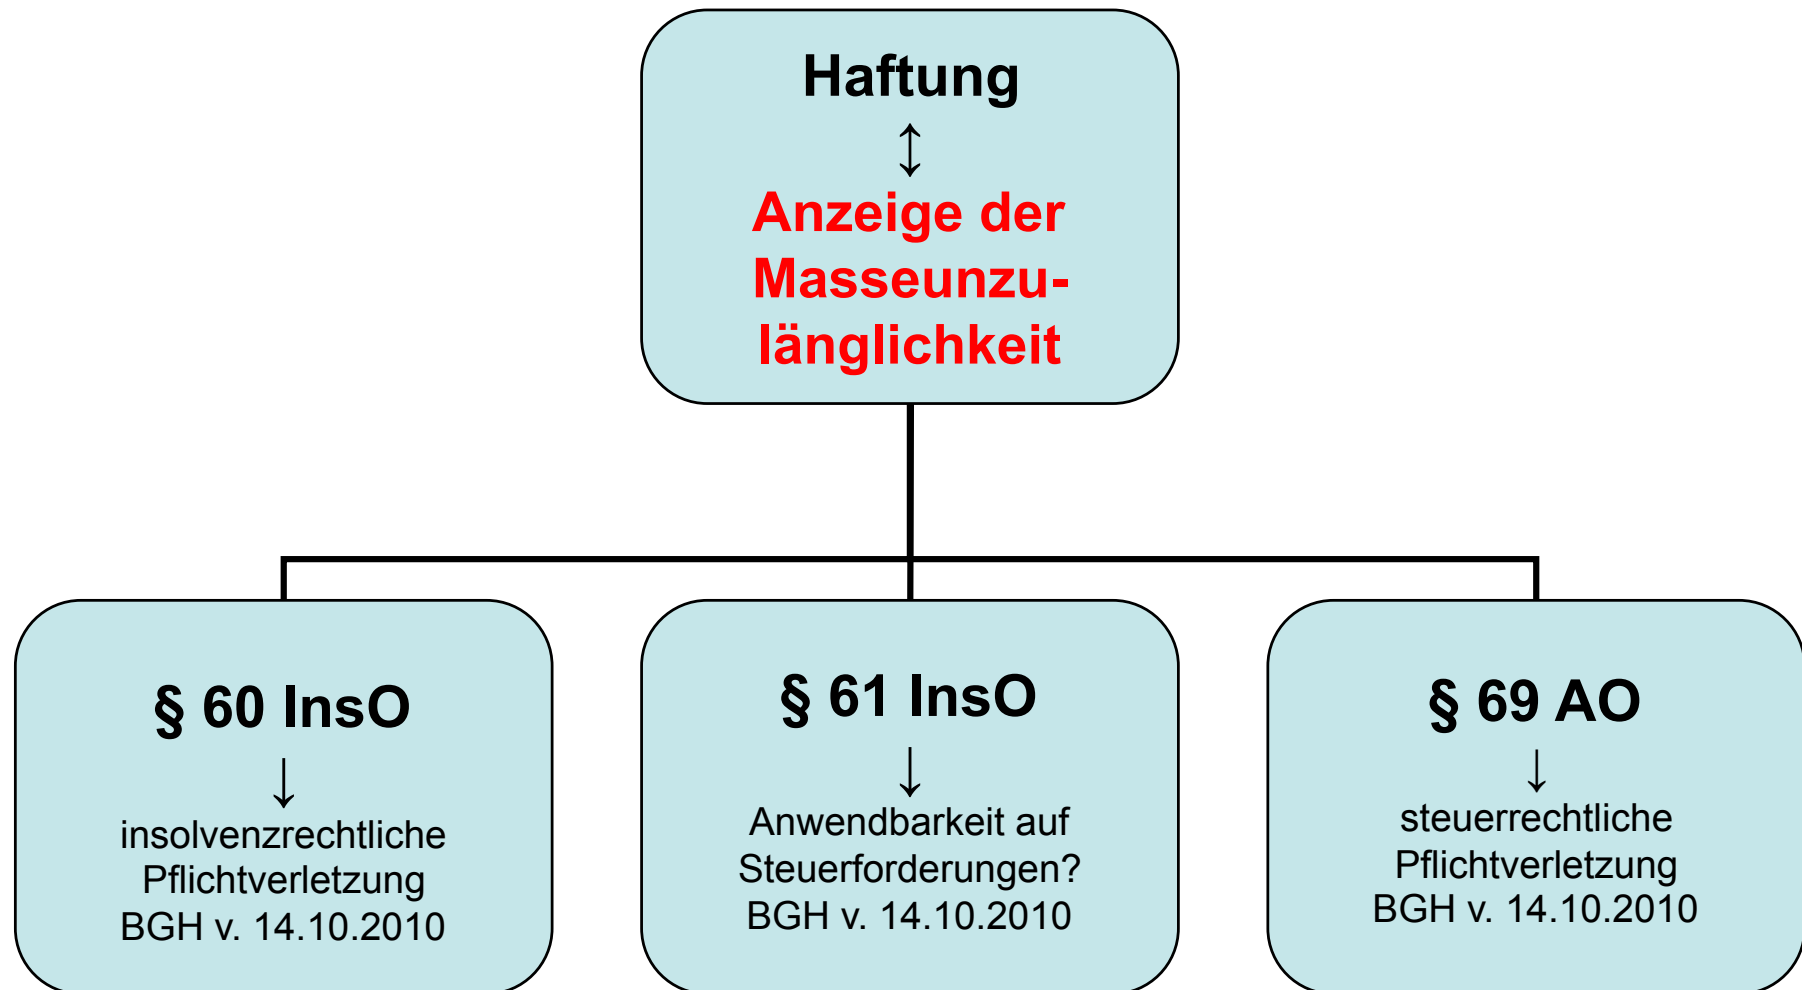 Haftung
↕
Anzeige der
Masseunzu-
länglichkeit
§ 60 InsO
↓
insolvenzrechtliche
Pflichtverletzung
BGH v. 14.10.2010
§ 61 InsO
↓
Anwendbarkeit auf
Steuerforderungen?
BGH v. 14.10.2010
§ 69 AO
↓
steuerrechtliche
Pflichtverletzung
BGH v. 14.10.2010